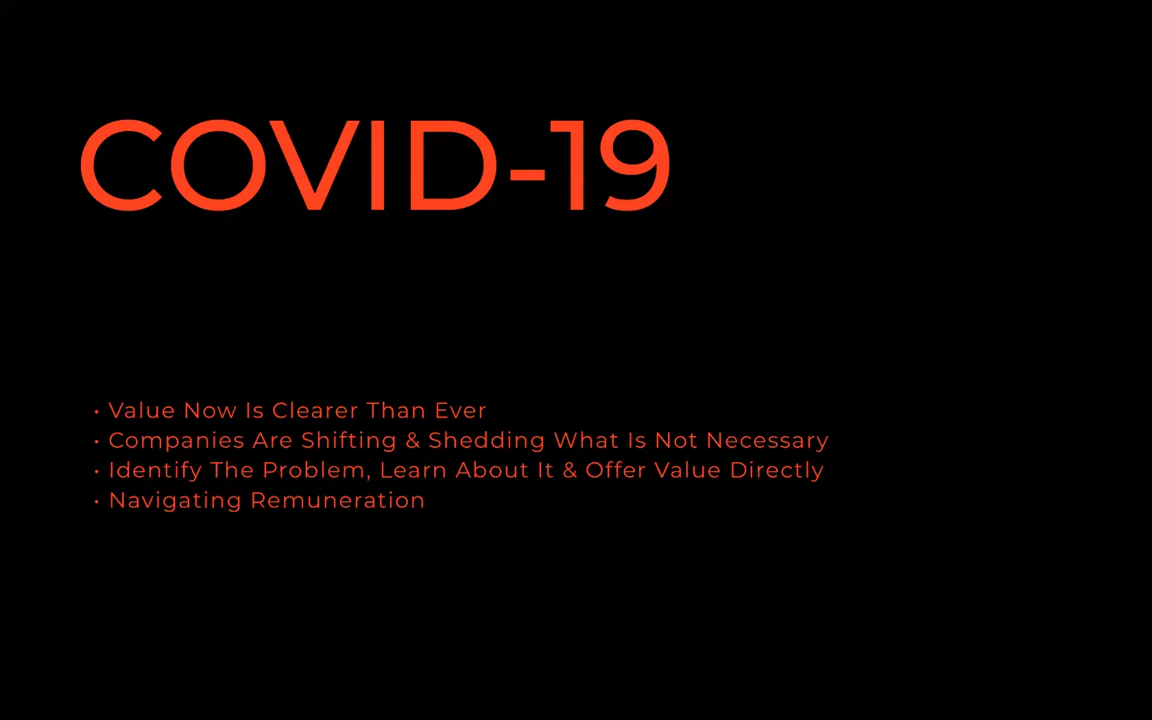 COVID-19
• Value Now Is Clearer Than Ever
• Companies Are Shifting & Shedding What Is Not Necessary
• Identify The Problem, Learn About It & Offer Value Directly
• Navigating Remuneration